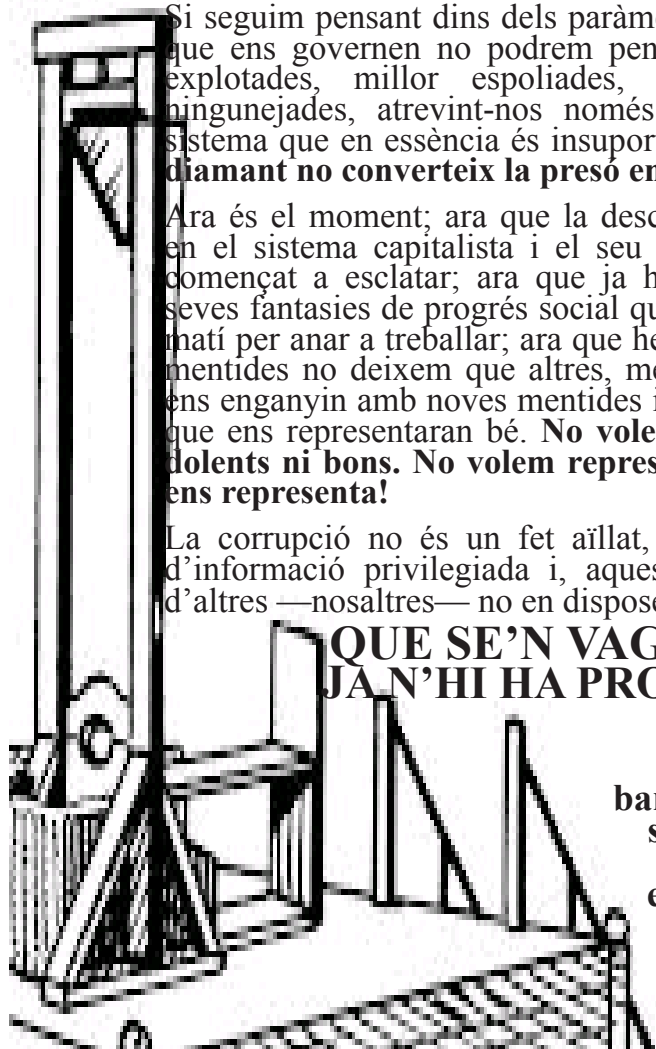 Si seguim pensant dins dels paràm
que ens governen no podrem pen
explotades, millor espoliades,
ningunejades, atrevint-nos només
sistema que en essència és insupor
diamant no converteix la presó en
Ara és el moment; ara que la desc
en el sistema capitalista i el seu
començat a esclatar; ara que ja h
seves fantasies de progrés social qu
matí per anar a treballar; ara que he
mentides no deixem que altres, me
ens enganyin amb noves mentides i
que ens representaran bé. No vole
dolents ni bons. No volem repres
ens representa!
La corrupció no és un fet aïllat,
d’informació privilegiada i, aques
d’altres —nosaltres— no en dispose
QUE SE’N VAG
JA N’HI HA PRO
ban
s
e